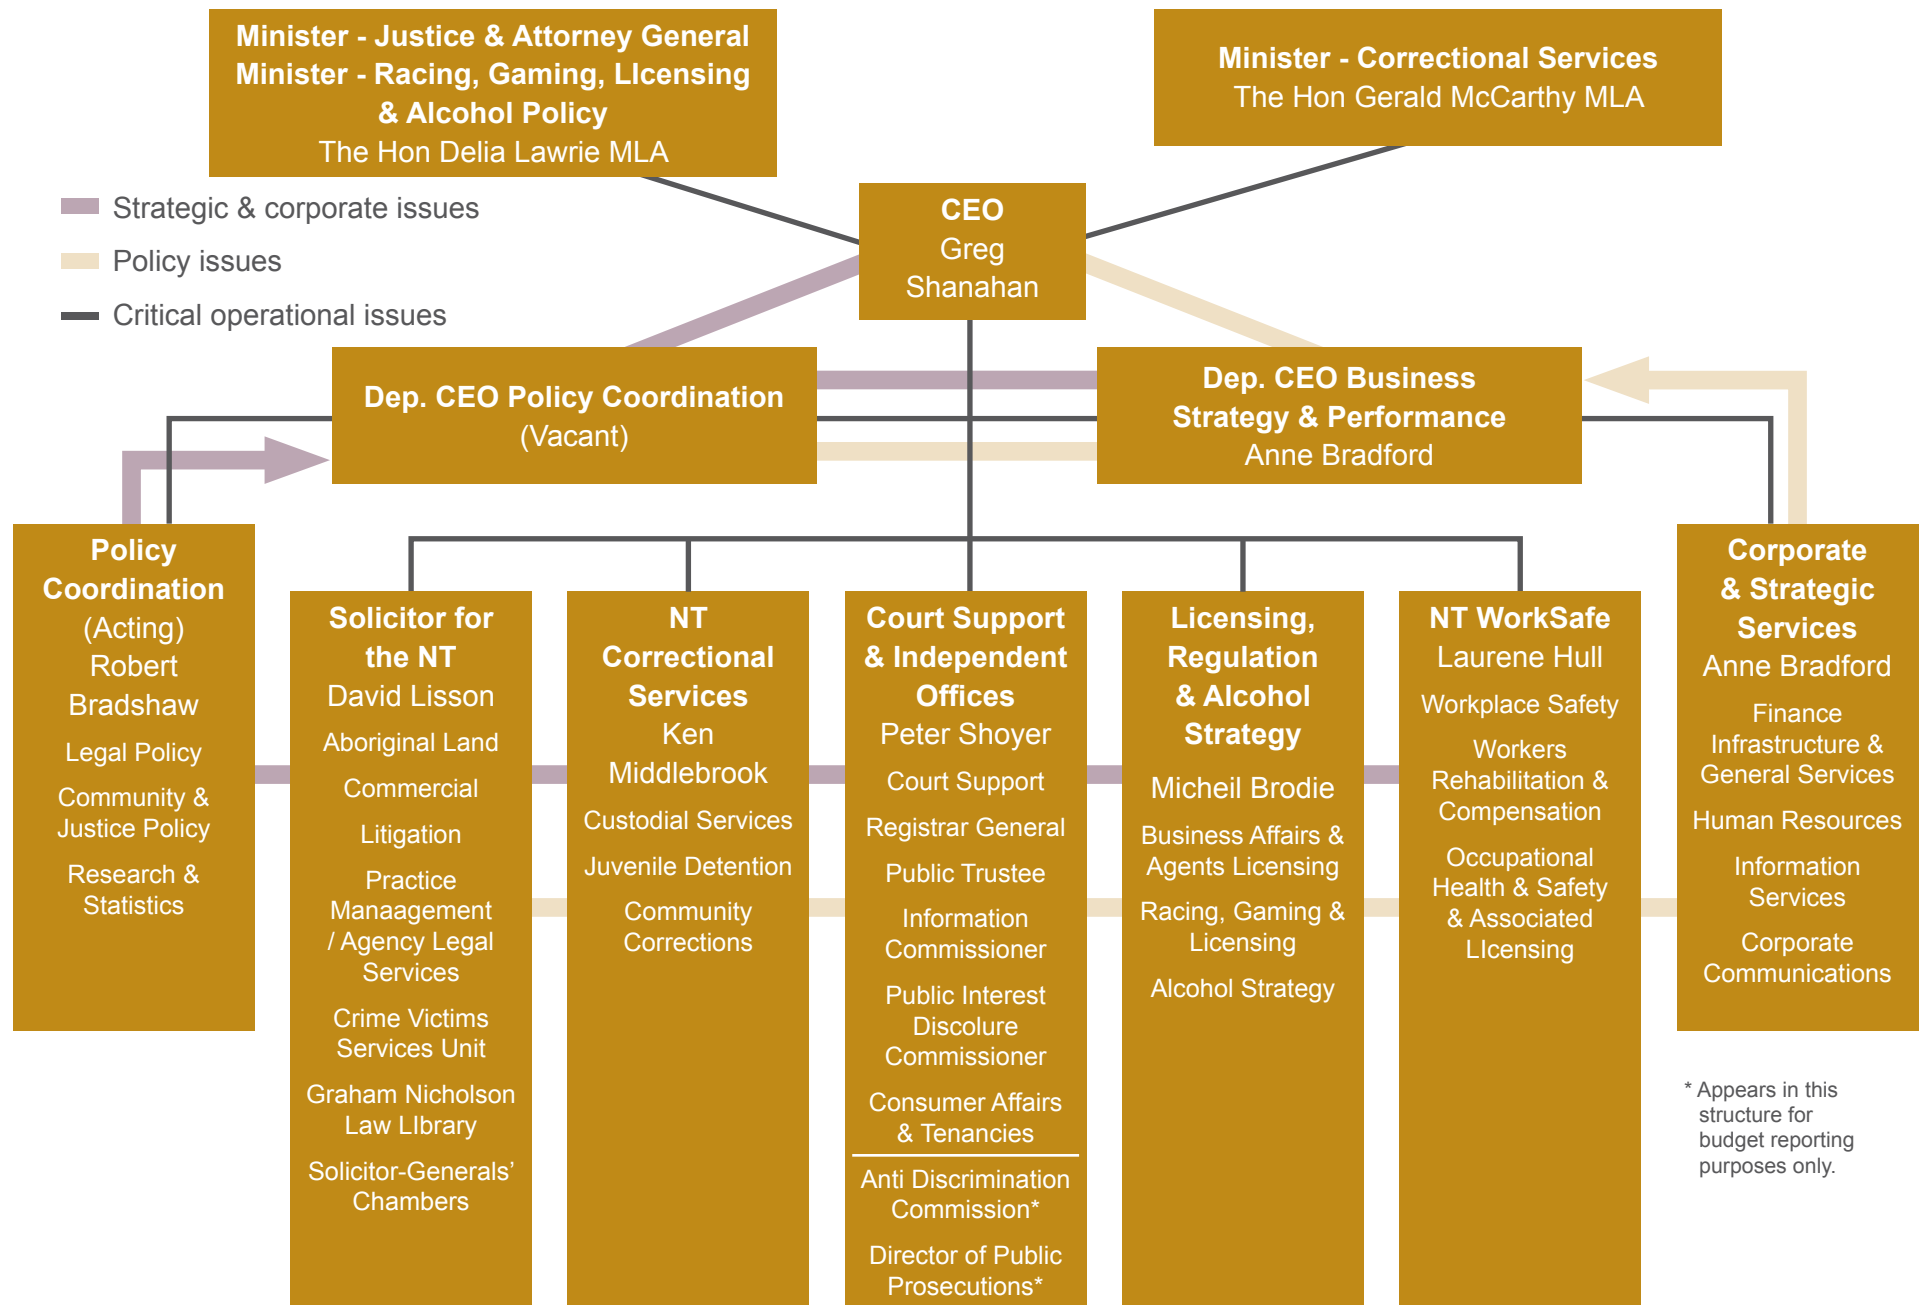 Minister - Justice & Attorney General
Minister - Racing, Gaming, LIcensing
& Alcohol Policy
The Hon Delia Lawrie MLA
Minister - Correctional Services
The Hon Gerald McCarthy MLA
Strategic & corporate issues
Policy issues
Critical operational issues
CEO
Greg
Shanahan
Dep. CEO Policy Coordination
(Vacant)
Dep. CEO Business
Strategy & Performance
Anne Bradford
Policy
Coordination
(Acting)
Robert
Bradshaw
Legal Policy
Community &
Justice Policy
Research &
Statistics
Solicitor for
the NT
David Lisson
Aboriginal Land
Commercial
Litigation
Practice
Manaagement
/ Agency Legal
Services
Crime Victims
Services Unit
Graham Nicholson
Law LIbrary
Solicitor-Generals’
Chambers
NT
Correctional
Services
Ken
Middlebrook
Custodial Services
Juvenile Detention
Community
Corrections
Court Support
& Independent
Offices
Peter Shoyer
Court Support
Registrar General
Public Trustee
Information
Commissioner
Public Interest
Discolure
Commissioner
Consumer Affairs
& Tenancies
Anti Discrimination
Commission*
Director of Public
Prosecutions*
Licensing,
Regulation
& Alcohol
Strategy
Micheil Brodie
Business Affairs &
Agents Licensing
Racing, Gaming &
Licensing
Alcohol Strategy
NT WorkSafe
Laurene Hull
Workplace Safety
Workers
Rehabilitation &
Compensation
Occupational
Health & Safety
& Associated
LIcensing
Corporate
& Strategic
Services
Anne Bradford
Finance
Infrastructure &
General Services
Human Resources
Information
Services
Corporate
Communications
* Appears in this
structure for
budget reporting
purposes only.